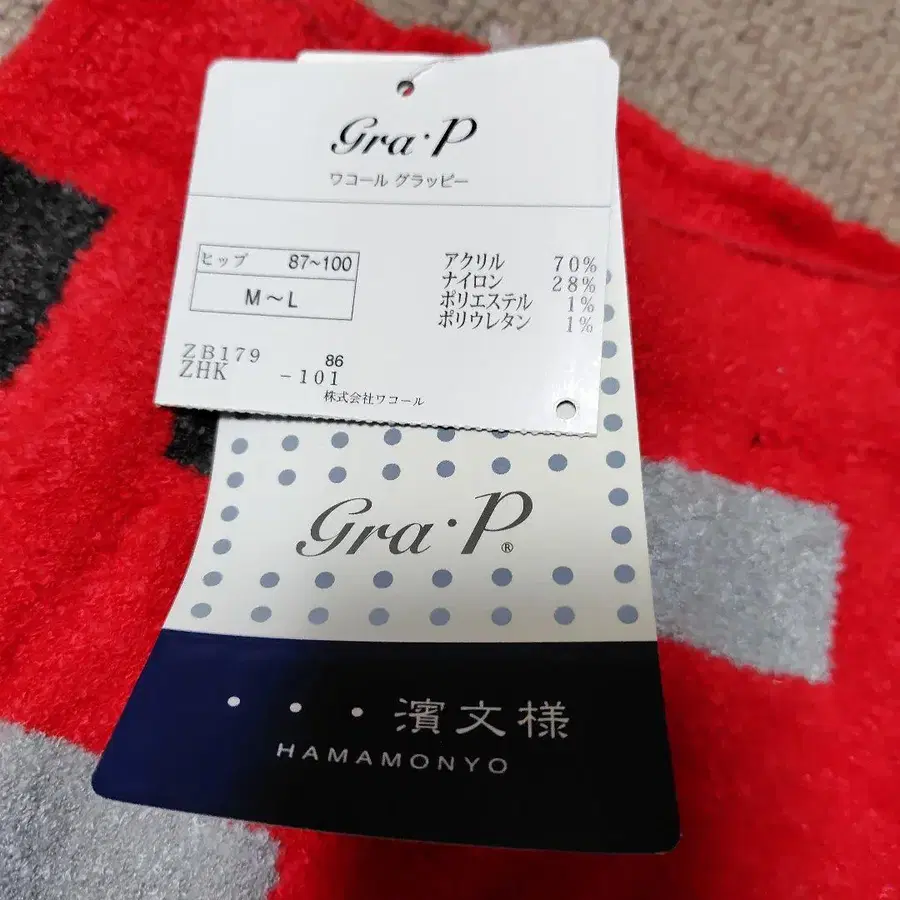 Gra・P
ワコール グラッピー
ヒップ 87~100
M~L
アクリル 70%
ナイロン 28%
ポリエステル 1%
ポリウレタン 1%
ZB179 86
ZHK -101
株式会社ワコール
Gra・P®
・・・濱文様
HAMAMONYO